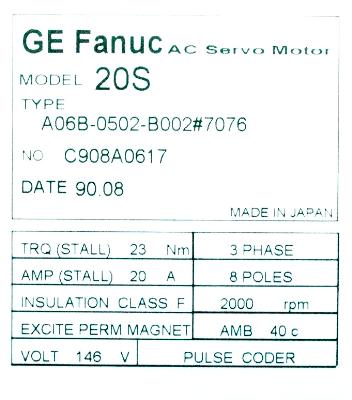 GE Fanuc AC Servo Motor
MODEL 20S
TYPE
A06B-0502-B002#7076
NO C908A0617
DATE 90.08
MADE IN JAPAN
TRQ (STALL) 23 Nm 3 PHASE
AMP (STALL) 20 A 8 POLES
INSULATION CLASS F 2000 rpm
EXCITE PERM MAGNET AMB 40 c
VOLT 146 V PULSE CODER